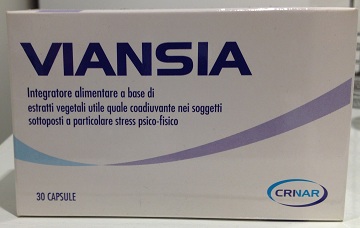 VIANSIA
Integratore alimentare a base di
estratti vegetali utile quale coadiuvante nei soggetti
sottoposti a particolare stress psico-fisico
30 CAPSULE
CRNAR